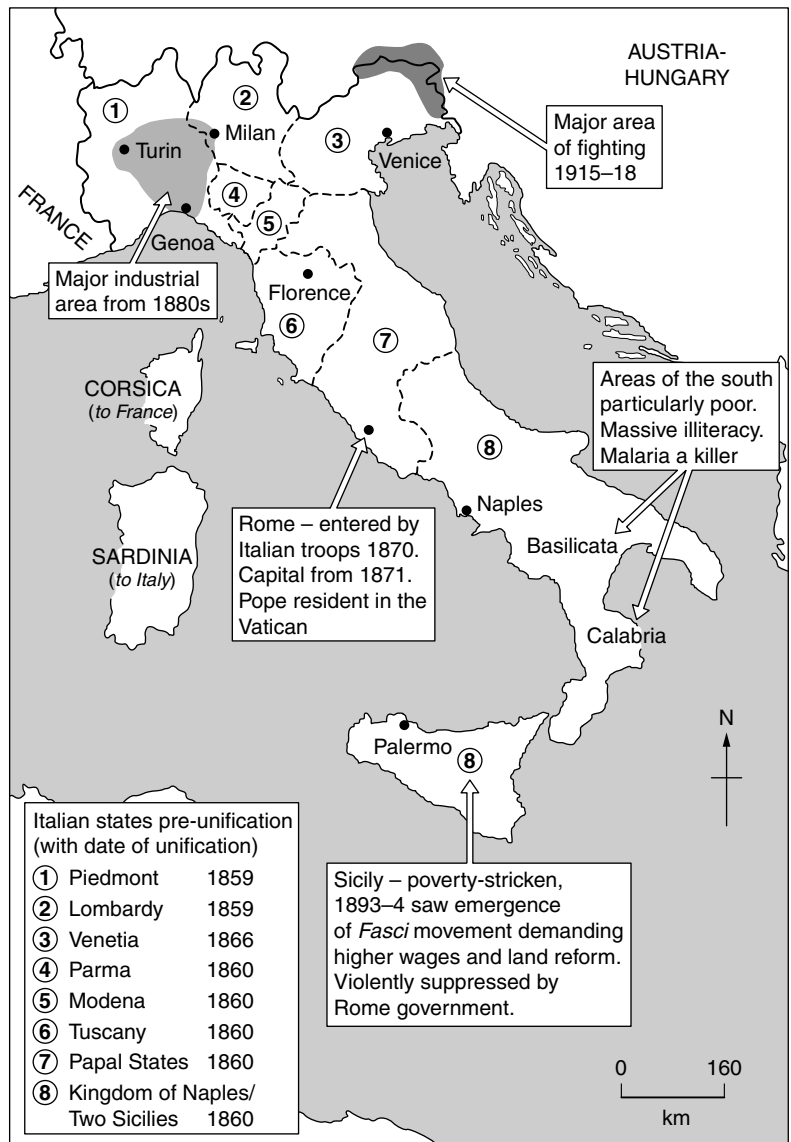 AUSTRIA-
HUNGARY
Major area
of fighting
1915–18
1
2
Milan
Turin
3
Venice
4
5
FRANCE
Genoa
Major industrial
area from 1880s
Florence
6
7
CORSICA
(to France)
Areas of the south
particularly poor.
Massive illiteracy.
Malaria a killer
8
Naples
Basilicata
Rome – entered by
Italian troops 1870.
Capital from 1871.
Pope resident in the
Vatican
SARDINIA
(to Italy)
Calabria
N
Palermo
8
Italian states pre-unification
(with date of unification)
1 Piedmont 1859
2 Lombardy 1859
3 Venetia 1866
4 Parma 1860
5 Modena 1860
6 Tuscany 1860
7 Papal States 1860
8 Kingdom of Naples/
Two Sicilies 1860
Sicily – poverty-stricken,
1893–4 saw emergence
of Fasci movement demanding
higher wages and land reform.
Violently suppressed by
Rome government.
0 160
km